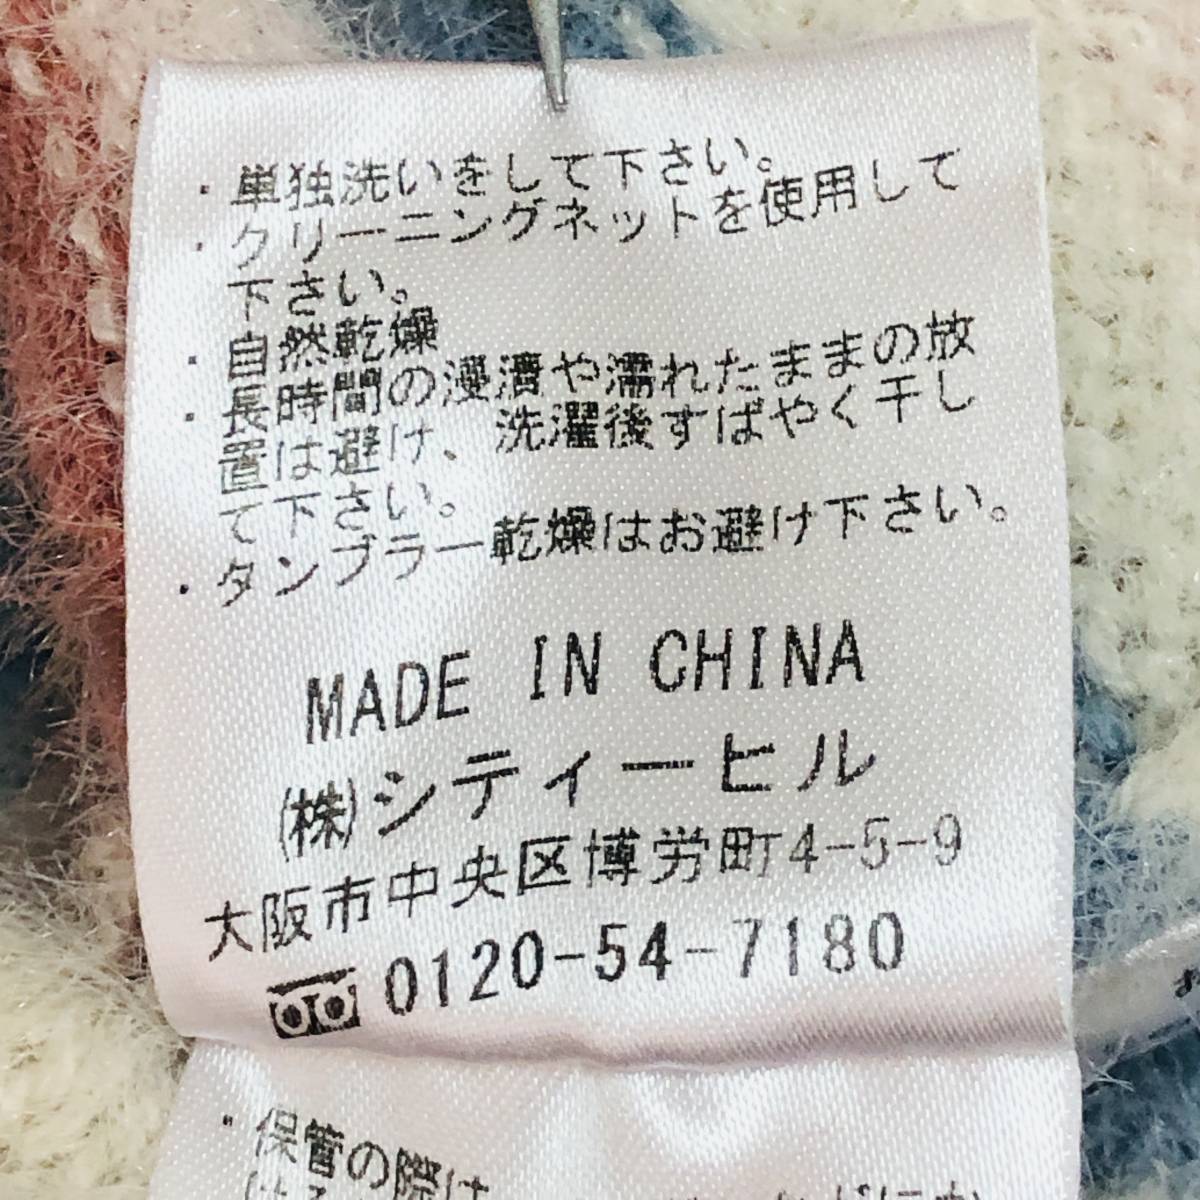 ・単独洗いをして下さい。
・クリーニングネットを使用して
下さい。
・自然乾燥
・長時間の浸漬や濡れたままの放
置は避け、洗濯後すばやく干し
て下さい。
・タンブラー乾燥はお避け下さい。
MADE IN CHINA
(株)シティーヒル
大阪市中央区博労町4-5-9
0120-54-7180
・保管の際は